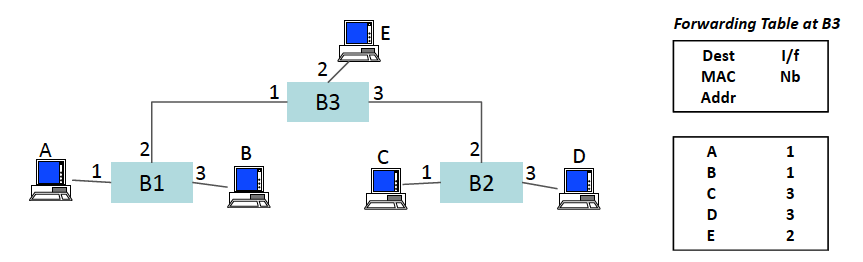 Forwarding Table at B3
E
2
1
3
B3
Dest I/f
MAC Nb
Addr
A
2
B
1
B1
3
C
2
D
1
B2
3
A 1
B 1
C 3
D 3
E 2